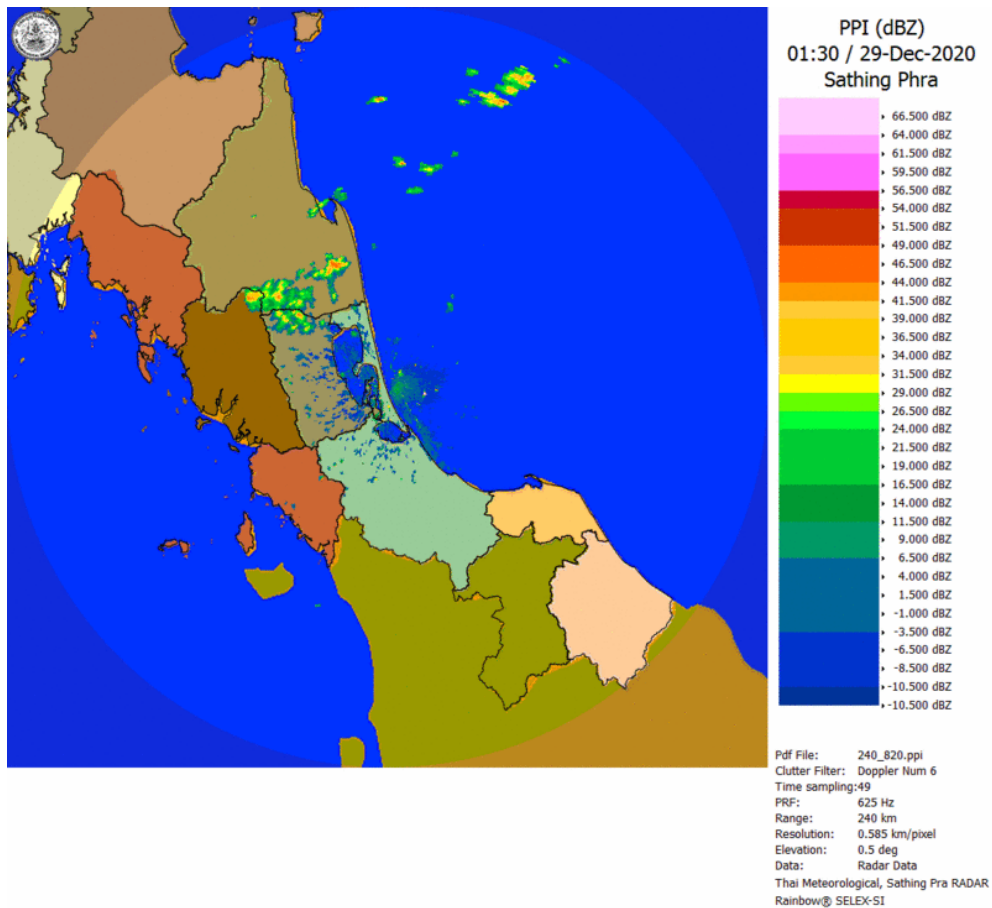 PPI (dBZ)
01:30 / 29-Dec-2020
Sathing Phra
66.500 dBZ
64.000 dBZ
61.500 dBZ
59.500 dBZ
56.500 dBZ
54.000 dBZ
51.500 dBZ
49.000 dBZ
46.500 dBZ
44.000 dBZ
41.500 dBZ
39.000 dBZ
36.500 dBZ
34.000 dBZ
31.500 dBZ
29.000 dBZ
26.500 dBZ
24.000 dBZ
21.500 dBZ
19.000 dBZ
16.500 dBZ
14.000 dBZ
11.500 dBZ
9.000 dBZ
6.500 dBZ
4.000 dBZ
1.500 dBZ
-1.000 dBZ
-3.500 dBZ
-6.500 dBZ
-8.500 dBZ
-10.500 dBZ
-10.500 dBZ
Pdf File: 240_820.ppi
Clutter Filter: Doppler Num 6
Time sampling:49
PRF: 625 Hz
Range: 240 km
Resolution: 0.585 km/pixel
Elevation: 0.5 deg
Data: Radar Data
Thai Meteorological, Sathing Pra RADAR
Rainbow® SELEX-SI